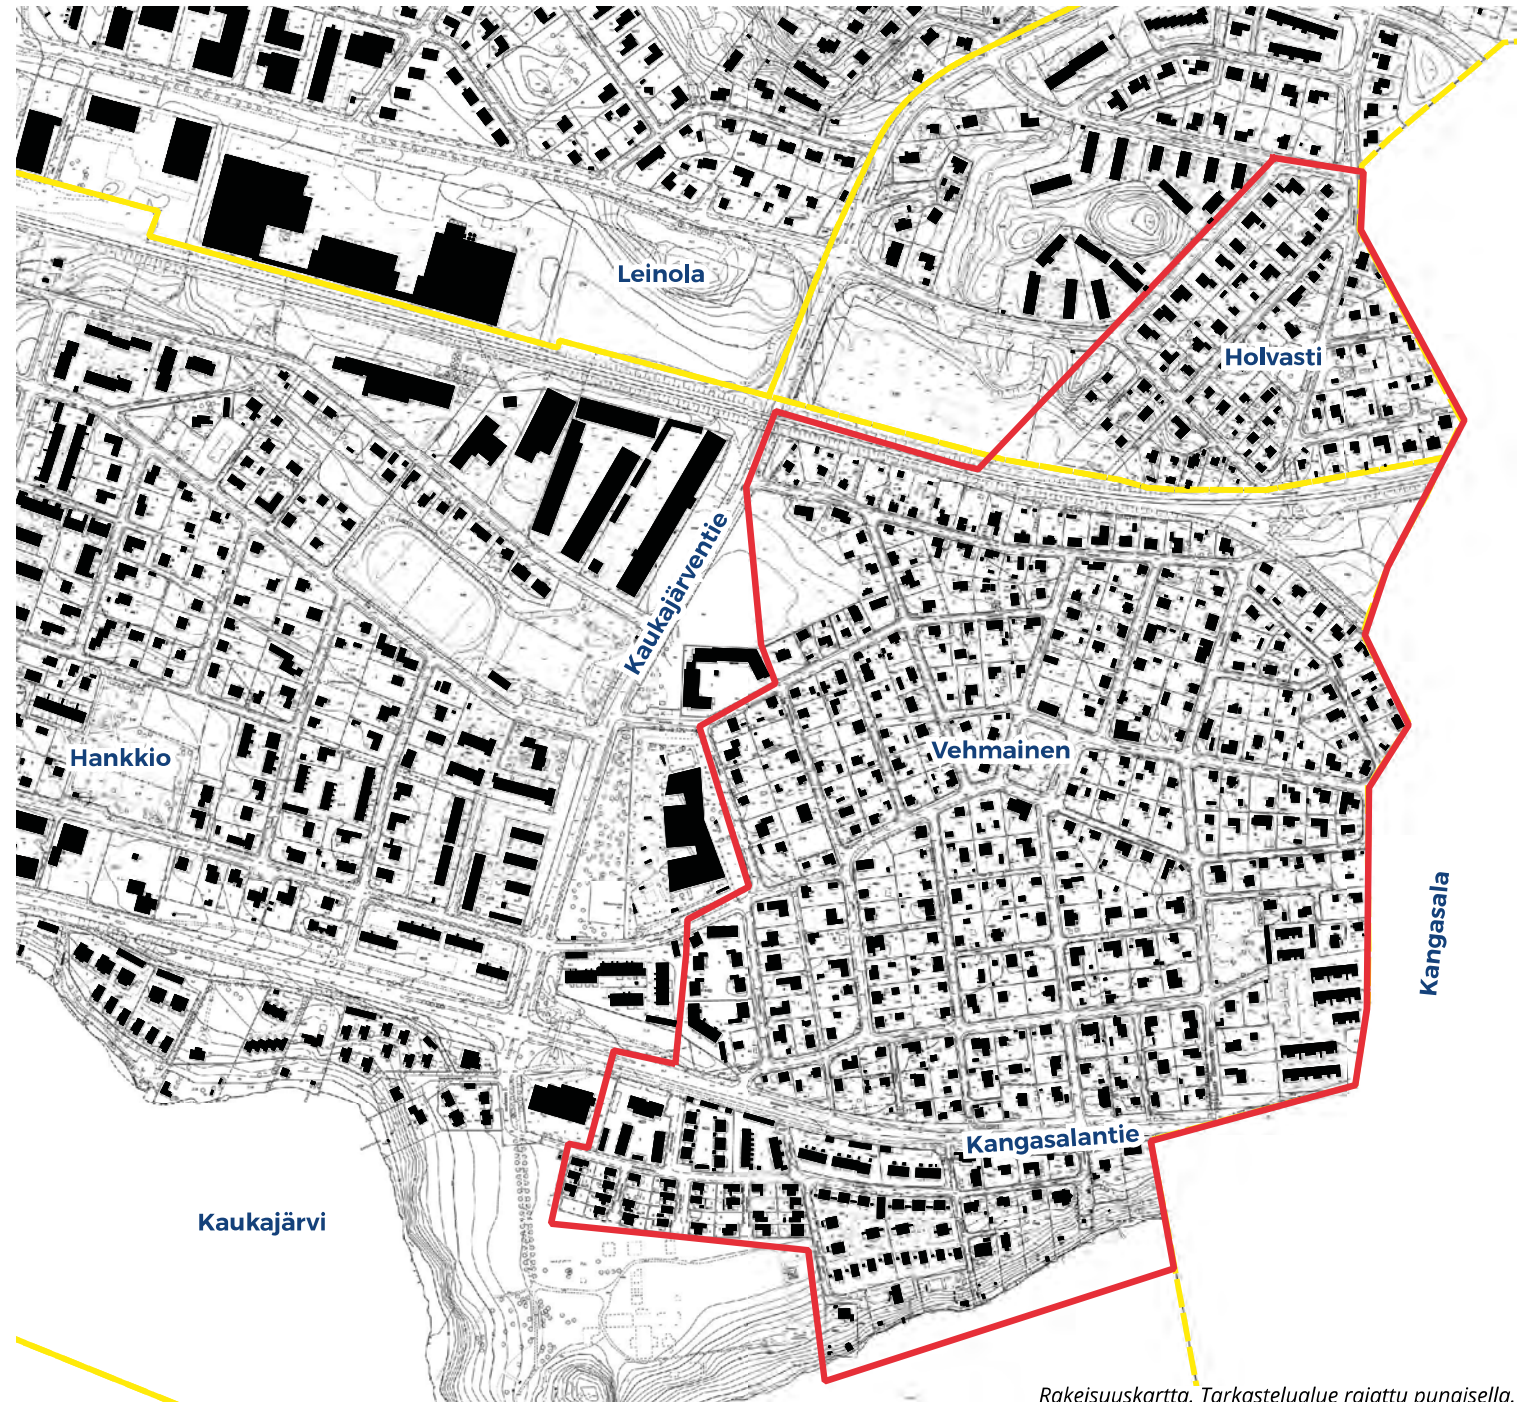 Leinola
Holvasti
Kaukajärventie
Hankkio
Vehmainen
Kangasala
Kangasalantie
Kaukajärvi
Rakeisuuskartta. Tarkastelualue rajattu punaisella.